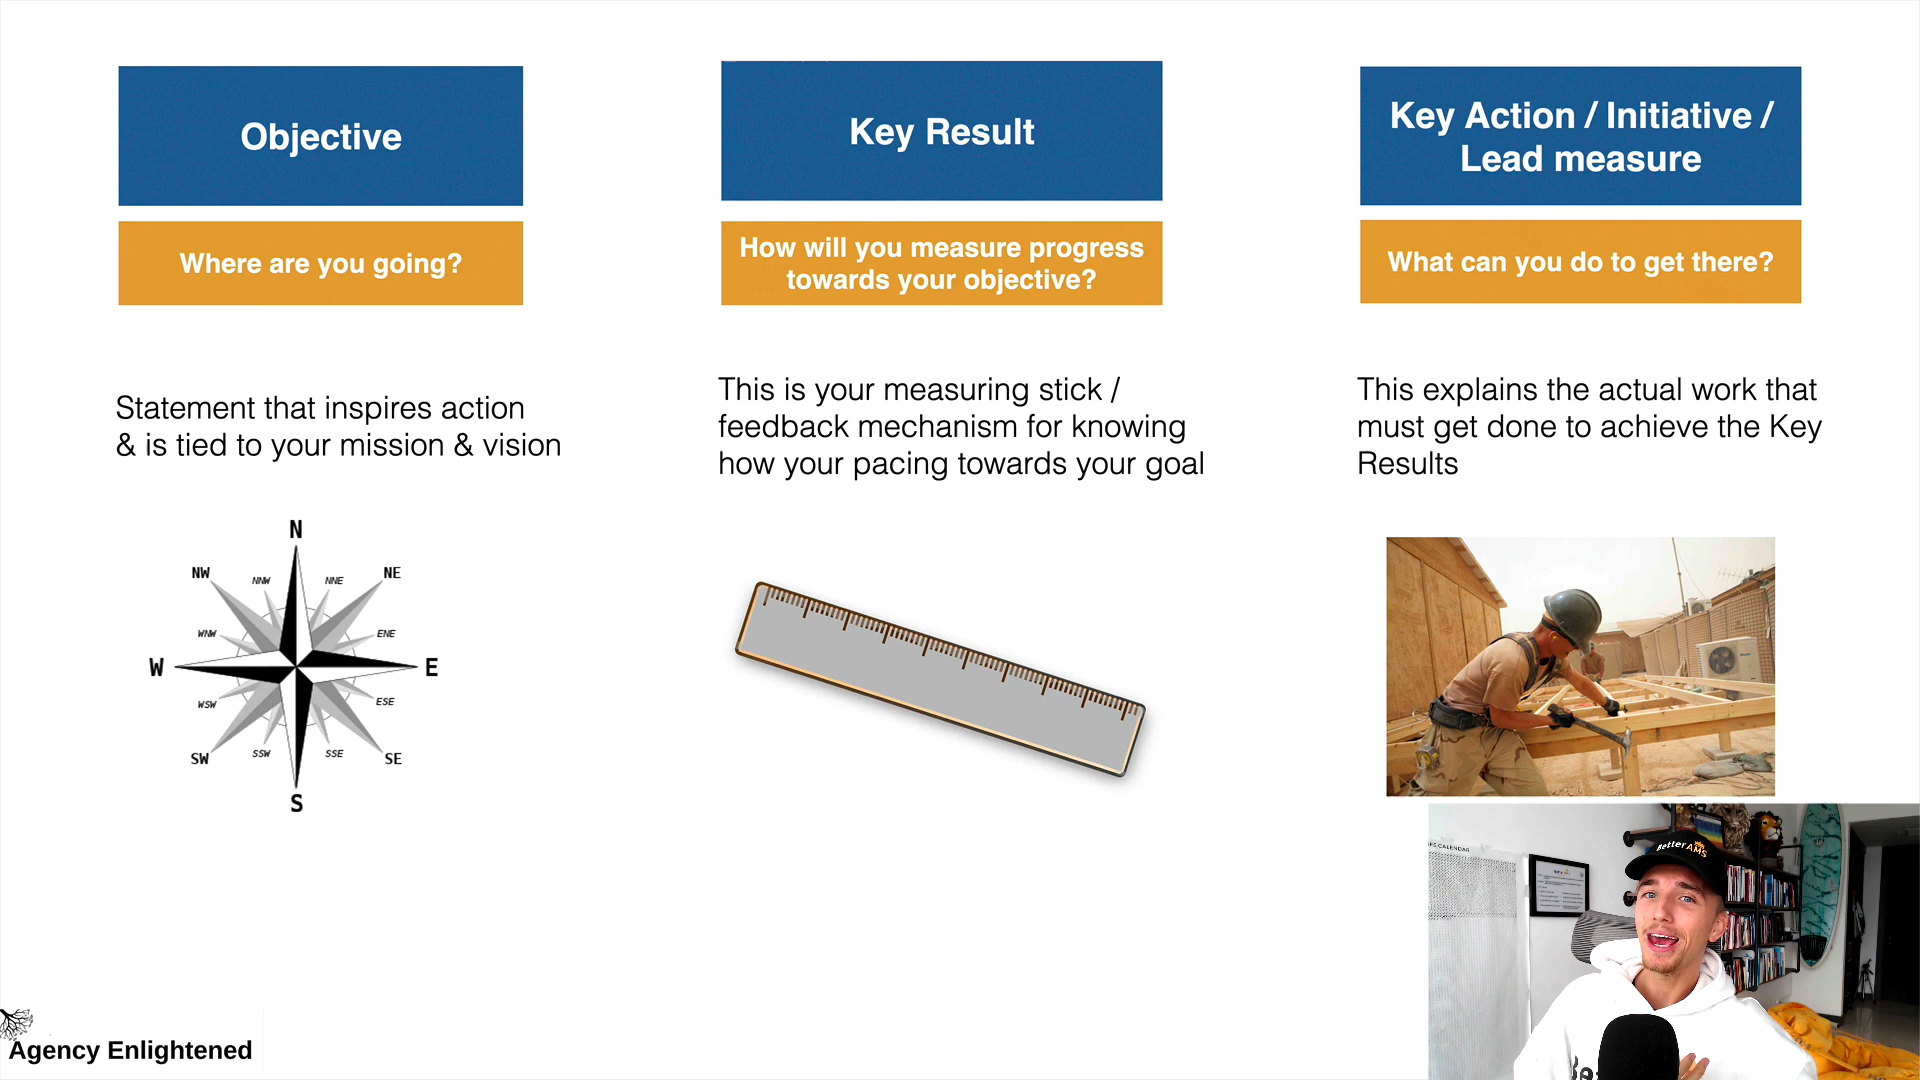 Objective
Where are you going?
Statement that inspires action
& is tied to your mission & vision
N
NW
NNW
NNE
NE
WNW
ENE
W
E
WSW
ESE
SW
SSW
SSE
SE
S
Key Result
How will you measure progress
towards your objective?
This is your measuring stick /
feedback mechanism for knowing
how your pacing towards your goal
Key Action / Initiative /
Lead measure
What can you do to get there?
This explains the actual work that
must get done to achieve the Key
Results
CALENDAR
BetterAMS
Agency Enlightened